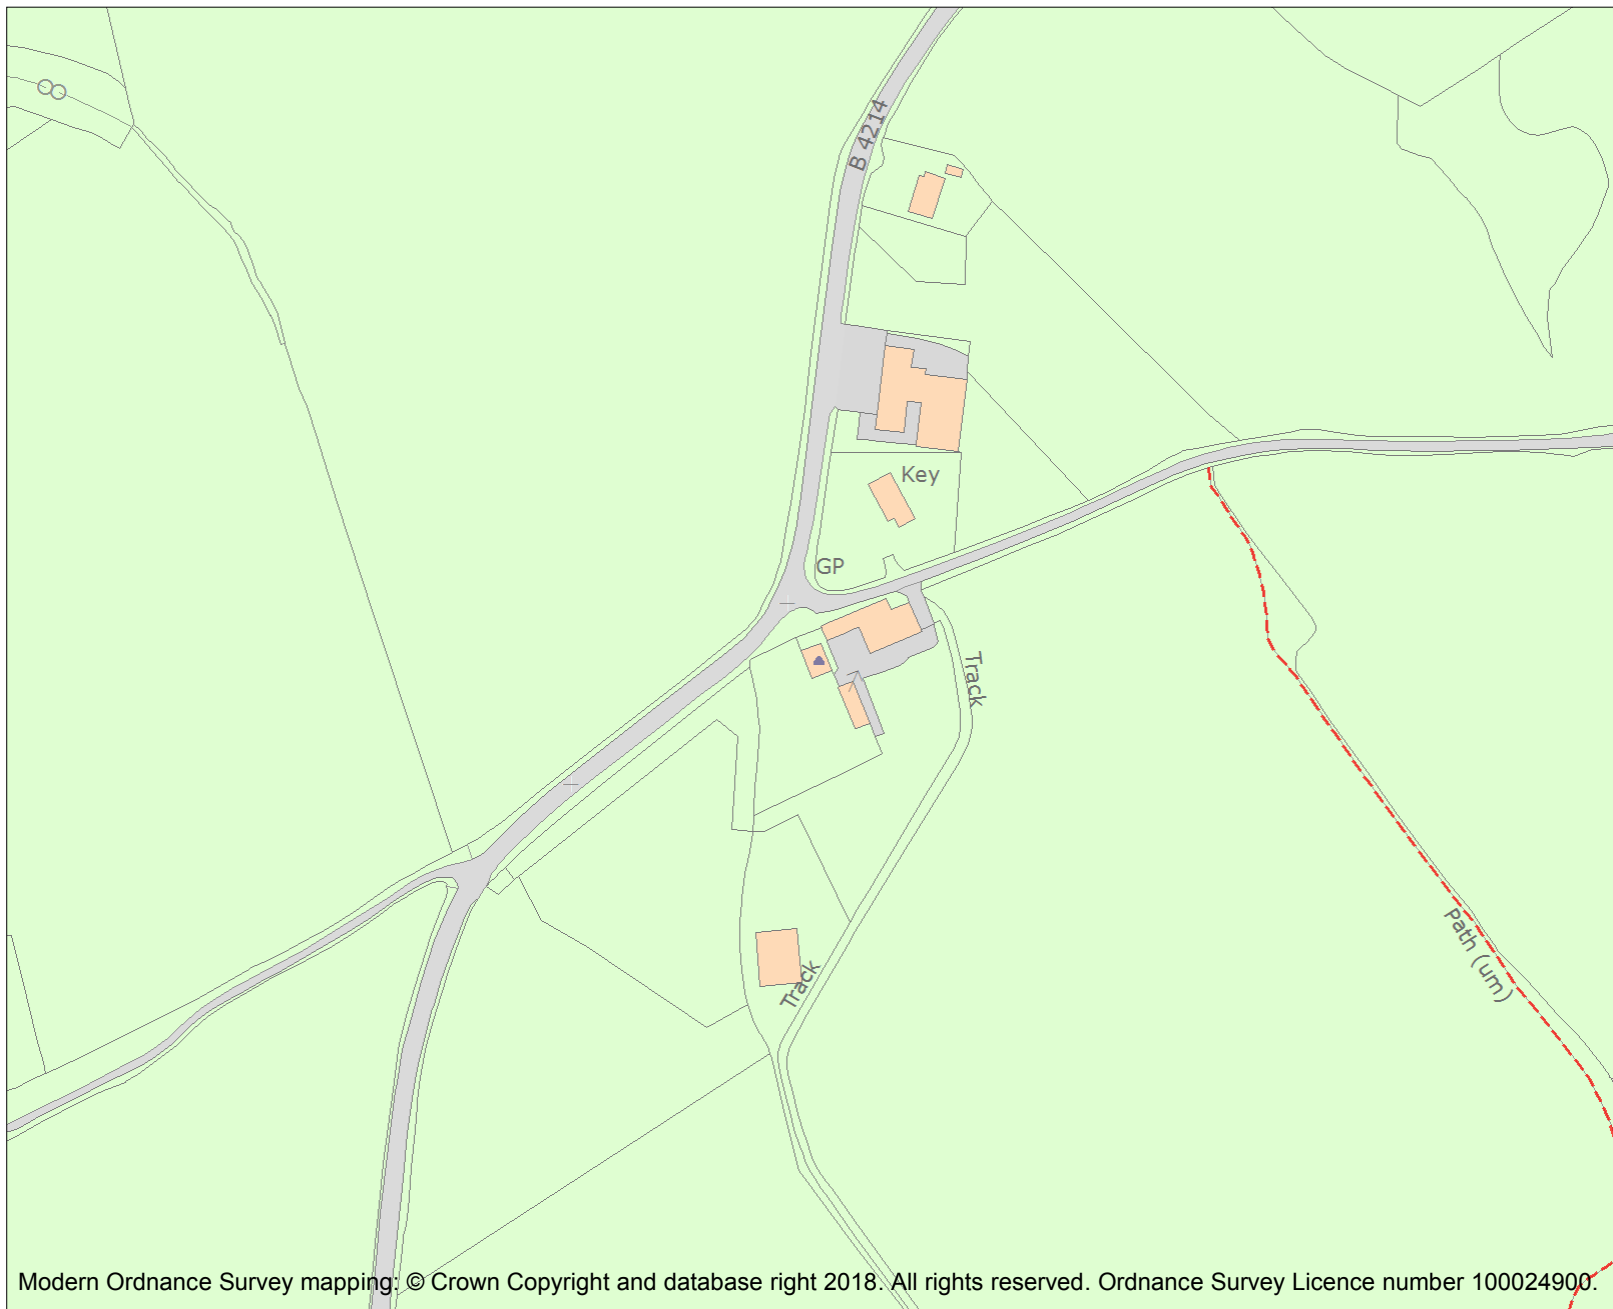 B 4214
Key
GP
Track
Path (um)
Track
Modern Ordnance Survey mapping: © Crown Copyright and database right 2018. All rights reserved. Ordnance Survey Licence number 100024900.